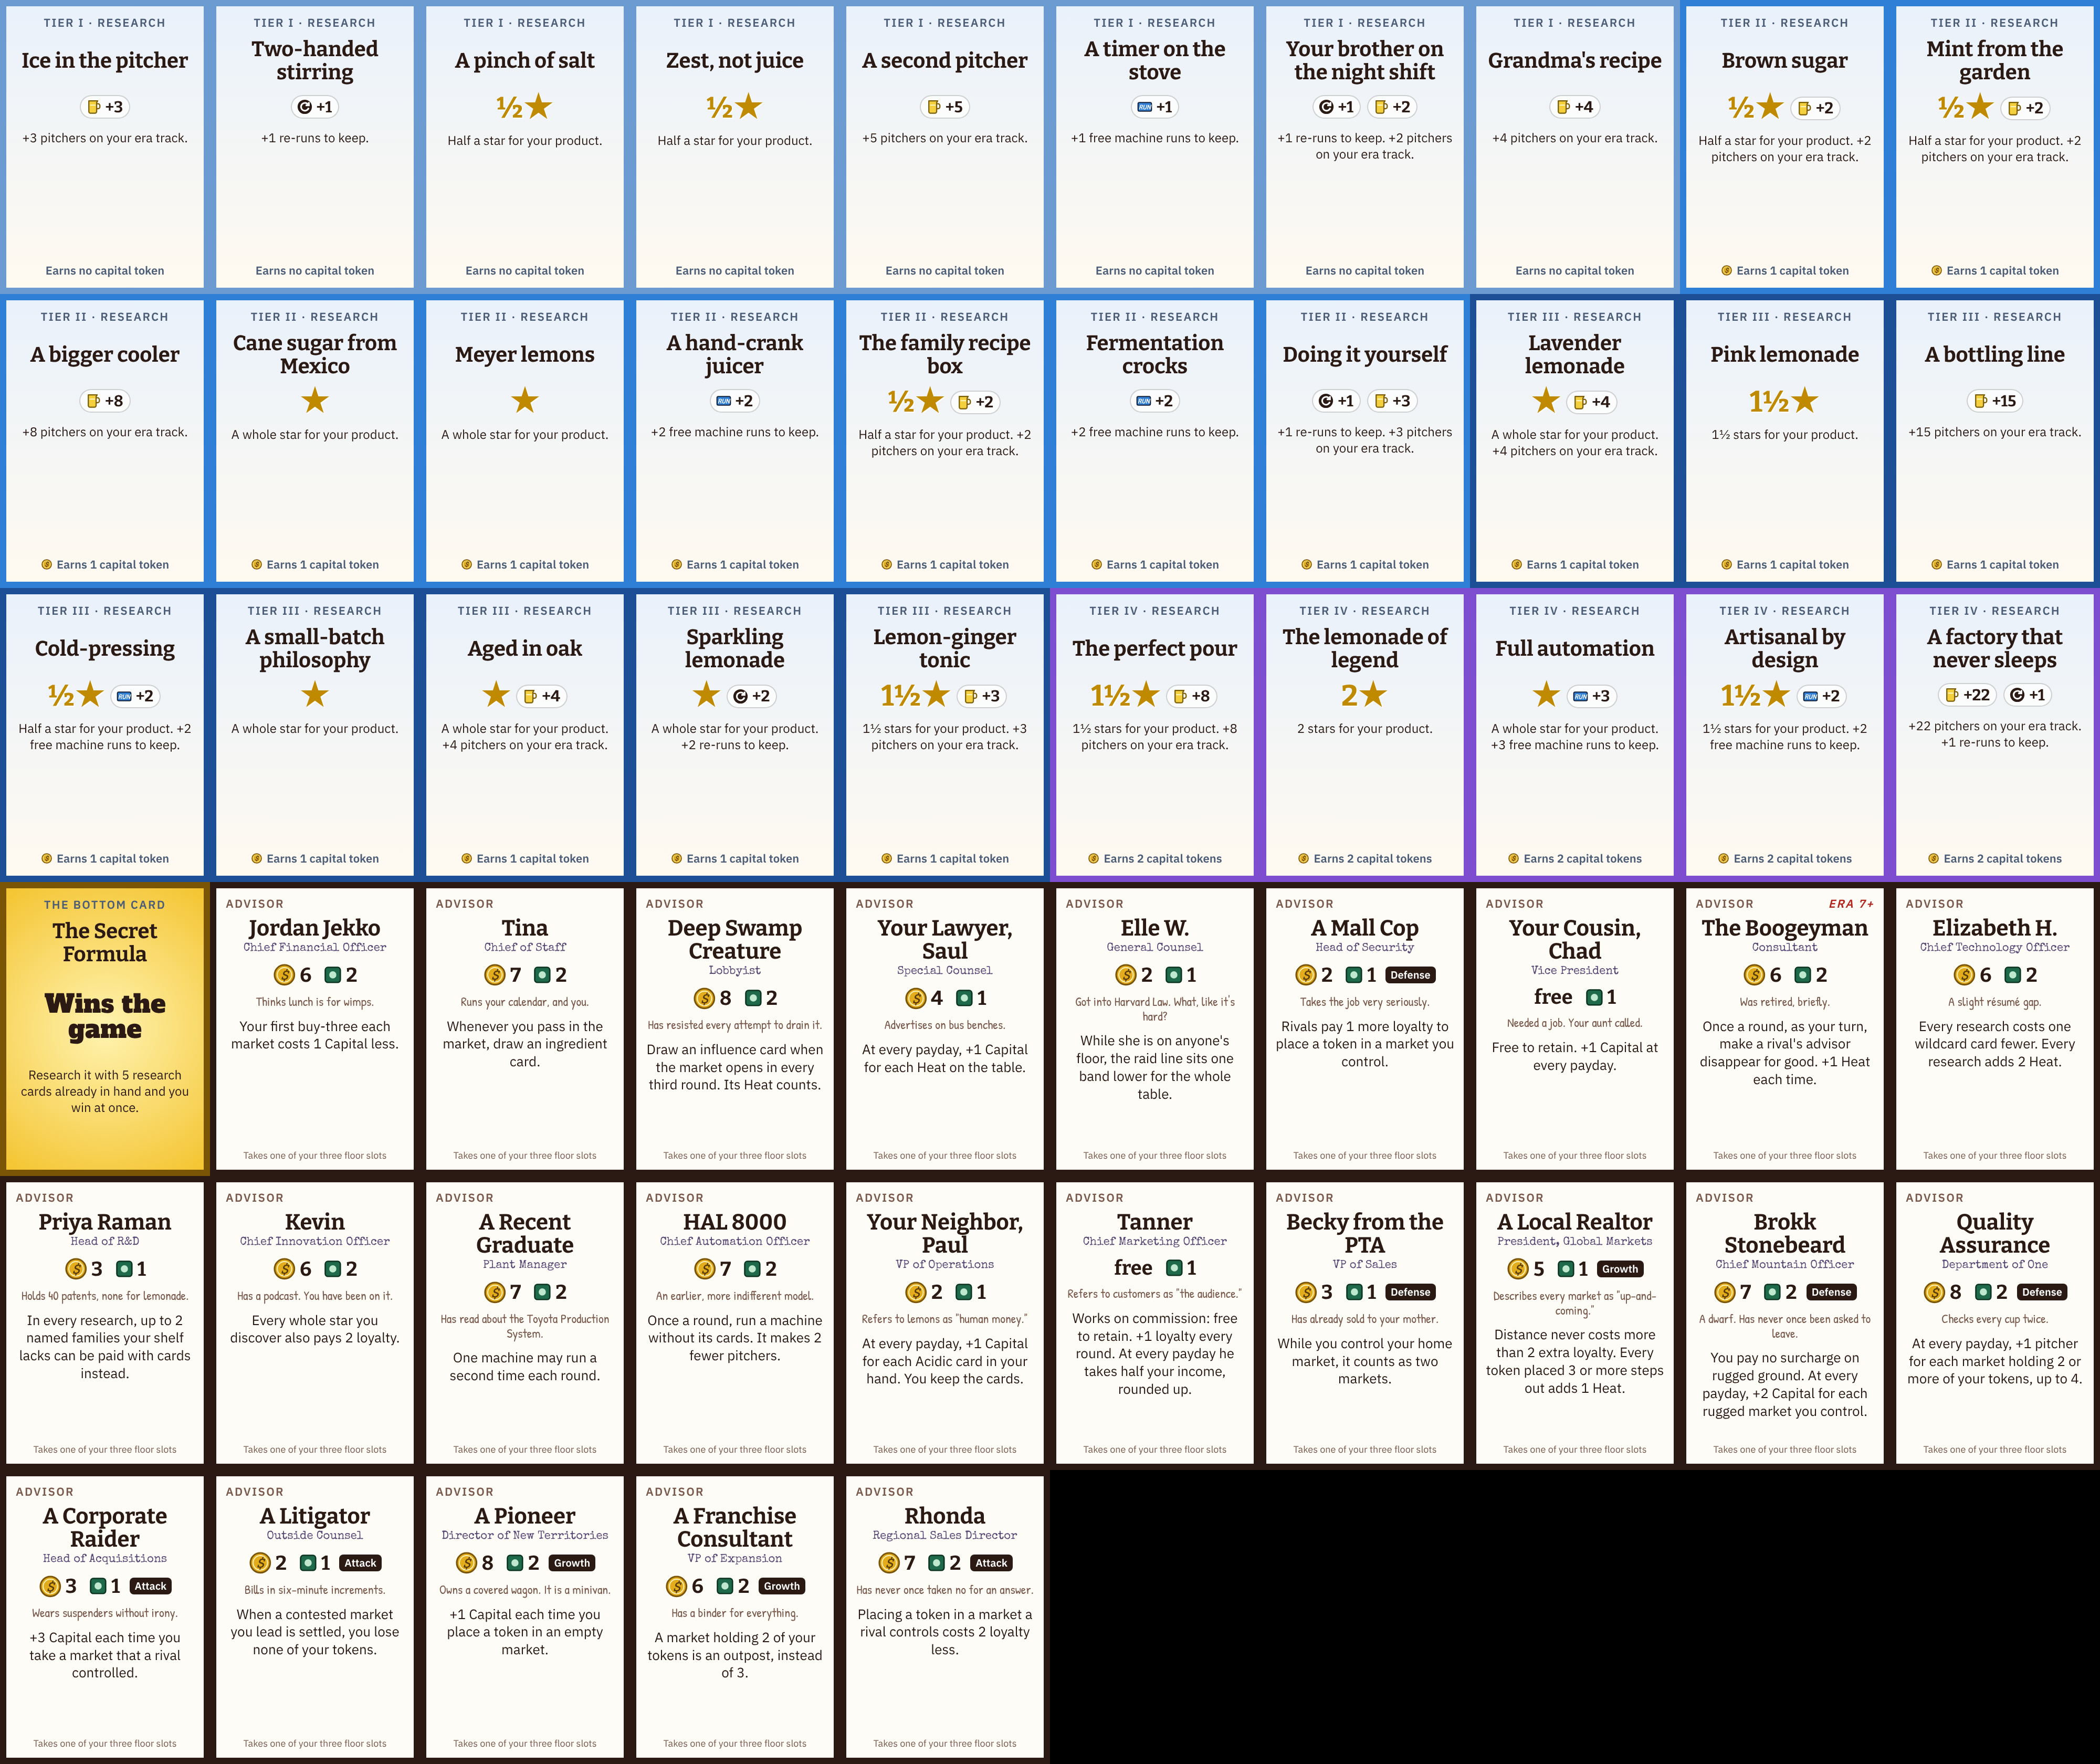 TIER I · RESEARCH
Ice in the pitcher
+3
+3 pitchers on your era track.
Earns no capital token
TIER I · RESEARCH
Two-handed
stirring
+1
+1 re-runs to keep.
Earns no capital token
TIER I · RESEARCH
A pinch of salt
½★
Half a star for your product.
Earns no capital token
TIER I · RESEARCH
Zest, not juice
½★
Half a star for your product.
Earns no capital token
TIER I · RESEARCH
A second pitcher
+5
+5 pitchers on your era track.
Earns no capital token
TIER I · RESEARCH
A timer on the
stove
RUN +1
+1 free machine runs to keep.
Earns no capital token
TIER I · RESEARCH
Your brother on
the night shift
+1 +2
+1 re-runs to keep. +2 pitchers
on your era track.
Earns no capital token
TIER I · RESEARCH
Grandma's recipe
+4
+4 pitchers on your era track.
Earns no capital token
TIER II · RESEARCH
Brown sugar
½★ +2
Half a star for your product. +2
pitchers on your era track.
Earns 1 capital token
TIER II · RESEARCH
Mint from the
garden
½★ +2
Half a star for your product. +2
pitchers on your era track.
Earns 1 capital token
TIER II · RESEARCH
A bigger cooler
+8
+8 pitchers on your era track.
Earns 1 capital token
TIER II · RESEARCH
Cane sugar from
Mexico
★
A whole star for your product.
Earns 1 capital token
TIER II · RESEARCH
Meyer lemons
★
A whole star for your product.
Earns 1 capital token
TIER II · RESEARCH
A hand-crank
juicer
RUN +2
+2 free machine runs to keep.
Earns 1 capital token
TIER II · RESEARCH
The family recipe
box
½★ +2
Half a star for your product. +2
pitchers on your era track.
Earns 1 capital token
TIER II · RESEARCH
Fermentation
crocks
RUN +2
+2 free machine runs to keep.
Earns 1 capital token
TIER II · RESEARCH
Doing it yourself
+1 +3
+1 re-runs to keep. +3 pitchers
on your era track.
Earns 1 capital token
TIER III · RESEARCH
Lavender
lemonade
★ +4
A whole star for your product.
+4 pitchers on your era track.
Earns 1 capital token
TIER III · RESEARCH
Pink lemonade
1½★
1½ stars for your product.
Earns 1 capital token
TIER III · RESEARCH
A bottling line
+15
+15 pitchers on your era track.
Earns 1 capital token
TIER III · RESEARCH
Cold-pressing
½★ RUN +2
Half a star for your product. +2
free machine runs to keep.
Earns 1 capital token
TIER III · RESEARCH
A small-batch
philosophy
★
A whole star for your product.
Earns 1 capital token
TIER III · RESEARCH
Aged in oak
★ +4
A whole star for your product.
+4 pitchers on your era track.
Earns 1 capital token
TIER III · RESEARCH
Sparkling
lemonade
★ +2
A whole star for your product.
+2 re-runs to keep.
Earns 1 capital token
TIER III · RESEARCH
Lemon-ginger
tonic
1½★ +3
1½ stars for your product. +3
pitchers on your era track.
Earns 1 capital token
TIER IV · RESEARCH
The perfect pour
1½★ +8
1½ stars for your product. +8
pitchers on your era track.
Earns 2 capital tokens
TIER IV · RESEARCH
The lemonade of
legend
2★
2 stars for your product.
Earns 2 capital tokens
TIER IV · RESEARCH
Full automation
★ RUN +3
A whole star for your product.
+3 free machine runs to keep.
Earns 2 capital tokens
TIER IV · RESEARCH
Artisanal by
design
1½★ RUN +2
1½ stars for your product. +2
free machine runs to keep.
Earns 2 capital tokens
TIER IV · RESEARCH
A factory that
never sleeps
+22 +1
+22 pitchers on your era track.
+1 re-runs to keep.
Earns 2 capital tokens
THE BOTTOM CARD
The Secret
Formula
Wins the
game
Research it with 5 research
cards already in hand and you
win at once.
ADVISOR
Jordan Jekko
Chief Financial Officer
$ 6 2
Thinks lunch is for wimps.
Your first buy-three each
market costs 1 Capital less.
Takes one of your three floor slots
ADVISOR
Tina
Chief of Staff
$ 7 2
Runs your calendar, and you.
Whenever you pass in the
market, draw an ingredient
card.
Takes one of your three floor slots
ADVISOR
Deep Swamp
Creature
Lobbyist
$ 8 2
Has resisted every attempt to drain it.
Draw an influence card when
the market opens in every
third round. Its Heat counts.
Takes one of your three floor slots
ADVISOR
Your Lawyer,
Saul
Special Counsel
$ 4 1
Advertises on bus benches.
At every payday, +1 Capital
for each Heat on the table.
Takes one of your three floor slots
ADVISOR
Elle W.
General Counsel
$ 2 1
Got into Harvard Law. What, like it's
hard?
While she is on anyone's
floor, the raid line sits one
band lower for the whole
table.
Takes one of your three floor slots
ADVISOR
A Mall Cop
Head of Security
$ 2 1 Defense
Takes the job very seriously.
Rivals pay 1 more loyalty to
place a token in a market you
control.
Takes one of your three floor slots
ADVISOR
Your Cousin,
Chad
Vice President
free 1
Needed a job. Your aunt called.
Free to retain. +1 Capital at
every payday.
Takes one of your three floor slots
ADVISOR ERA 7+
The Boogeyman
Consultant
$ 6 2
Was retired, briefly.
Once a round, as your turn,
make a rival's advisor
disappear for good. +1 Heat
each time.
Takes one of your three floor slots
ADVISOR
Elizabeth H.
Chief Technology Officer
$ 6 2
A slight résumé gap.
Every research costs one
wildcard card fewer. Every
research adds 2 Heat.
Takes one of your three floor slots
ADVISOR
Priya Raman
Head of R&D
$ 3 1
Holds 40 patents, none for lemonade.
In every research, up to 2
named families your shelf
lacks can be paid with cards
instead.
Takes one of your three floor slots
ADVISOR
Kevin
Chief Innovation Officer
$ 6 2
Has a podcast. You have been on it.
Every whole star you
discover also pays 2 loyalty.
Takes one of your three floor slots
ADVISOR
A Recent
Graduate
Plant Manager
$ 7 2
Has read about the Toyota Production
System.
One machine may run a
second time each round.
Takes one of your three floor slots
ADVISOR
HAL 8000
Chief Automation Officer
$ 7 2
An earlier, more indifferent model.
Once a round, run a machine
without its cards. It makes 2
fewer pitchers.
Takes one of your three floor slots
ADVISOR
Your Neighbor,
Paul
VP of Operations
$ 2 1
Refers to lemons as "human money."
At every payday, +1 Capital
for each Acidic card in your
hand. You keep the cards.
Takes one of your three floor slots
ADVISOR
Tanner
Chief Marketing Officer
free 1
Refers to customers as "the audience."
Works on commission: free
to retain. +1 loyalty every
round. At every payday he
takes half your income,
rounded up.
Takes one of your three floor slots
ADVISOR
Becky from the
PTA
VP of Sales
$ 3 1 Defense
Has already sold to your mother.
While you control your home
market, it counts as two
markets.
Takes one of your three floor slots
ADVISOR
A Local Realtor
President, Global Markets
$ 5 1 Growth
Describes every market as "up-and-
coming."
Distance never costs more
than 2 extra loyalty. Every
token placed 3 or more steps
out adds 1 Heat.
Takes one of your three floor slots
ADVISOR
Brokk
Stonebeard
Chief Mountain Officer
$ 7 2 Defense
A dwarf. Has never once been asked to
leave.
You pay no surcharge on
rugged ground. At every
payday, +2 Capital for each
rugged market you control.
Takes one of your three floor slots
ADVISOR
Quality
Assurance
Department of One
$ 8 2 Defense
Checks every cup twice.
At every payday, +1 pitcher
for each market holding 2 or
more of your tokens, up to 4.
Takes one of your three floor slots
ADVISOR
A Corporate
Raider
Head of Acquisitions
$ 3 1 Attack
Wears suspenders without irony.
+3 Capital each time you
take a market that a rival
controlled.
Takes one of your three floor slots
ADVISOR
A Litigator
Outside Counsel
$ 2 1 Attack
Bills in six-minute increments.
When a contested market
you lead is settled, you lose
none of your tokens.
Takes one of your three floor slots
ADVISOR
A Pioneer
Director of New Territories
$ 8 2 Growth
Owns a covered wagon. It is a minivan.
+1 Capital each time you
place a token in an empty
market.
Takes one of your three floor slots
ADVISOR
A Franchise
Consultant
VP of Expansion
$ 6 2 Growth
Has a binder for everything.
A market holding 2 of your
tokens is an outpost, instead
of 3.
Takes one of your three floor slots
ADVISOR
Rhonda
Regional Sales Director
$ 7 2 Attack
Has never once taken no for an answer.
Placing a token in a market a
rival controls costs 2 loyalty
less.
Takes one of your three floor slots